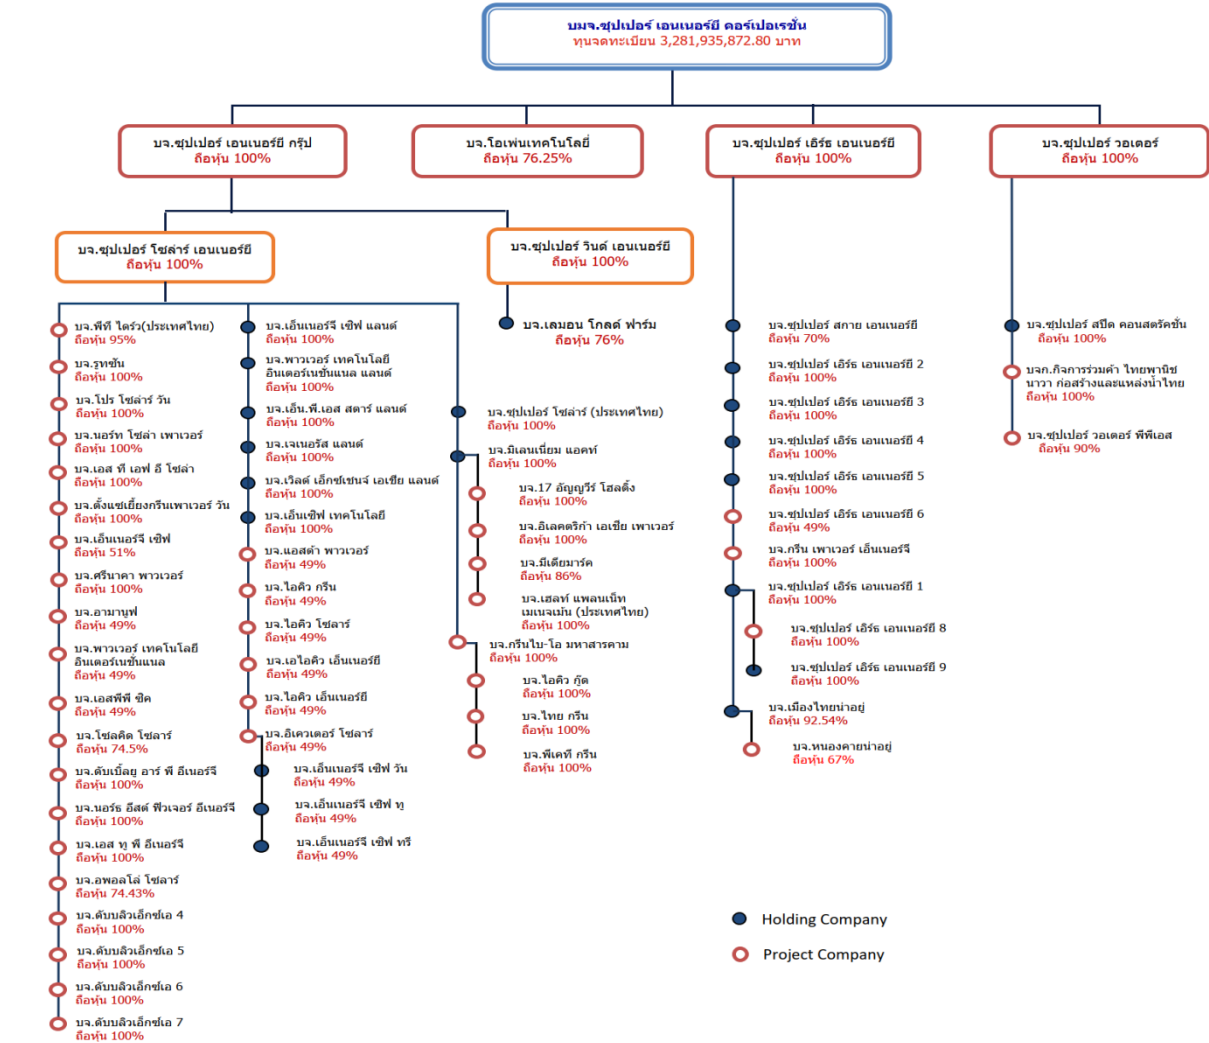 บมจ.ซุปเปอร์ เอนเนอร์ยี คอร์เปอเรชั่น
ทุนจดทะเบียน 3,281,935,872.80 บาท
บจ.ซุปเปอร์ เอนเนอร์ยี กรุ๊ป
ถือหุ้น 100%
บจ.โอเพ่นเทคโนโลยี่
ถือหุ้น 76.25%
บจ.ซุปเปอร์ เอิร์ธ เอนเนอร์ยี
ถือหุ้น 100%
บจ.ซุปเปอร์ วอเตอร์
ถือหุ้น 100%
บจ.ซุปเปอร์ โซล่าร์ เอนเนอร์ยี
ถือหุ้น 100%
บจ.ซุปเปอร์ วินด์ เอนเนอร์ยี
ถือหุ้น 100%
บจ.พีที ไดรัว(ประเทศไทย)
ถือหุ้น 95%
บจ.รูทซัน
ถือหุ้น 100%
บจ.โปร โซล่าร์ วัน
ถือหุ้น 100%
บจ.นอร์ท โซล่า เพาเวอร์
ถือหุ้น 100%
บจ.เอส ที เอฟ อี โซล่า
ถือหุ้น 100%
บจ.ตั้งแซเยี้ยงกรีนเพาเวอร์ วัน
ถือหุ้น 100%
บจ.เอ็นเนอร์จี เซิฟ
ถือหุ้น 51%
บจ.ศรีนาคา พาวเวอร์
ถือหุ้น 100%
บจ.อามานูฟ
ถือหุ้น 49%
บจ.พาวเวอร์ เทคโนโลยี
อินเตอร์เนชั่นแนล
ถือหุ้น 49%
บจ.เอสพีพี ซิค
ถือหุ้น 49%
บจ.โซลคิด โซลาร์
ถือหุ้น 74.5%
บจ.ดับเบิ้ลยู อาร์ พี อีเนอร์จี
ถือหุ้น 100%
บจ.นอร์ธ อีสต์ ฟิวเจอร์ อีเนอร์จี
ถือหุ้น 100%
บจ.เอส ทู พี อีเนอร์จี
ถือหุ้น 100%
บจ.อพอลโล่ โซลาร์
ถือหุ้น 74.43%
บจ.ดับบลิวเอ็กซ์เอ 4
ถือหุ้น 100%
บจ.ดับบลิวเอ็กซ์เอ 5
ถือหุ้น 100%
บจ.ดับบลิวเอ็กซ์เอ 6
ถือหุ้น 100%
บจ.ดับบลิวเอ็กซ์เอ 7
ถือหุ้น 100%
บจ.เอ็นเนอร์จี เซิฟ แลนด์
ถือหุ้น 100%
บจ.พาวเวอร์ เทคโนโลยี
อินเตอร์เนชั่นแนล แลนด์
ถือหุ้น 100%
บจ.เอ็น.พี.เอส สตาร์ แลนด์
ถือหุ้น 100%
บจ.เจเนอรัส แลนด์
ถือหุ้น 100%
บจ.เวิลด์ เอ็กซ์เชนจ์ เอเชีย แลนด์
ถือหุ้น 100%
บจ.เอ็นเซิฟ เทคโนโลยี
ถือหุ้น 100%
บจ.แอสต้า พาวเวอร์
ถือหุ้น 49%
บจ.ไอคิว กรีน
ถือหุ้น 49%
บจ.ไอคิว โซลาร์
ถือหุ้น 49%
บจ.เอไอคิว เอ็นเนอร์ยี
ถือหุ้น 49%
บจ.ไอคิว เอ็นเนอร์ยี
ถือหุ้น 49%
บจ.อิเควเตอร์ โซลาร์
ถือหุ้น 49%
บจ.เอ็นเนอร์จี เซิฟ วัน
ถือหุ้น 49%
บจ.เอ็นเนอร์จี เซิฟ ทู
ถือหุ้น 49%
บจ.เอ็นเนอร์จี เซิฟ ทรี
ถือหุ้น 49%
บจ.เลมอน โกลด์ ฟาร์ม
ถือหุ้น 76%
บจ.ซุปเปอร์ โซล่าร์ (ประเทศไทย)
ถือหุ้น 100%
บจ.มิเลนเนี่ยม แอคท์
ถือหุ้น 100%
บจ.17 อัญญวีร์ โฮลดิ้ง
ถือหุ้น 100%
บจ.อิเลคตริก้า เอเชีย เพาเวอร์
ถือหุ้น 100%
บจ.มีเดียมาร์ค
ถือหุ้น 86%
บจ.เฮลท์ แพลนเน็ท
เมเนจเม้น (ประเทศไทย)
ถือหุ้น 100%
บจ.กรีนไบ-โอ มหาสารคาม
ถือหุ้น 100%
บจ.ไอคิว กู๊ด
ถือหุ้น 100%
บจ.ไทย กรีน
ถือหุ้น 100%
บจ.พีเคที กรีน
ถือหุ้น 100%
บจ.ซุปเปอร์ สกาย เอนเนอร์ยี
ถือหุ้น 70%
บจ.ซุปเปอร์ เอิร์ธ เอนเนอร์ยี 2
ถือหุ้น 100%
บจ.ซุปเปอร์ เอิร์ธ เอนเนอร์ยี 3
ถือหุ้น 100%
บจ.ซุปเปอร์ เอิร์ธ เอนเนอร์ยี 4
ถือหุ้น 100%
บจ.ซุปเปอร์ เอิร์ธ เอนเนอร์ยี 5
ถือหุ้น 100%
บจ.ซุปเปอร์ เอิร์ธ เอนเนอร์ยี 6
ถือหุ้น 49%
บจ.กรีน เพาเวอร์ เอ็นเนอร์จี
ถือหุ้น 100%
บจ.ซุปเปอร์ เอิร์ธ เอนเนอร์ยี 1
ถือหุ้น 100%
บจ.ซุปเปอร์ เอิร์ธ เอนเนอร์ยี 8
ถือหุ้น 100%
บจ.ซุปเปอร์ เอิร์ธ เอนเนอร์ยี 9
ถือหุ้น 100%
บจ.เมืองไทยน่าอยู่
ถือหุ้น 92.54%
บจ.หนองคายน่าอยู่
ถือหุ้น 67%
บจ.ซุปเปอร์ สปีด คอนสตรัคชั่น
ถือหุ้น 100%
บจก.กิจการร่วมค้า ไทยพานิช
นาวา ก่อสร้างและแหล่งน้ำไทย
ถือหุ้น 100%
บจ.ซุปเปอร์ วอเตอร์ พีพีเอส
ถือหุ้น 90%
Holding Company
Project Company